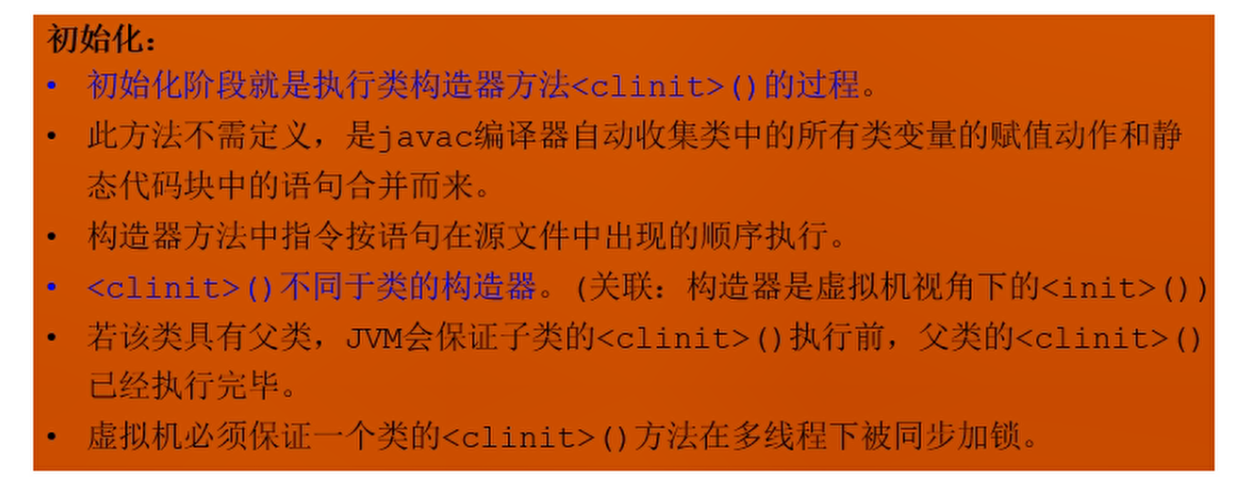 初始化：
• 初始化阶段就是执行类构造器方法<clinit>()的过程。
• 此方法不需定义，是javac编译器自动收集类中的所有类变量的赋值动作和静
态代码块中的语句合并而来。
• 构造器方法中指令按语句在源文件中出现的顺序执行。
• <clinit>()不同于类的构造器。(关联：构造器是虚拟机视角下的<init>())
• 若该类具有父类，JVM会保证子类的<clinit>()执行前，父类的<clinit>()
已经执行完毕。
• 虚拟机必须保证一个类的<clinit>()方法在多线程下被同步加锁。